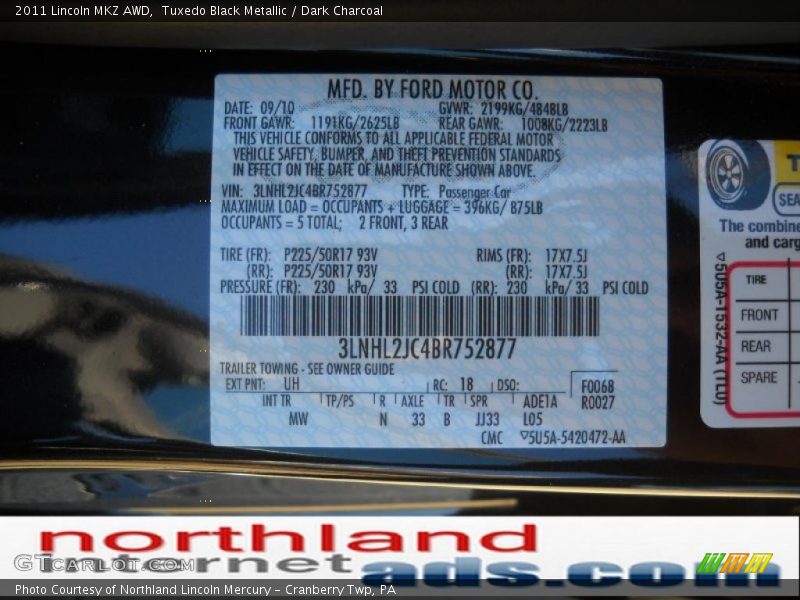 2011 Lincoln MKZ AWD,  Tuxedo Black Metallic / Dark Charcoal
MFD. BY FORD MOTOR CO.
DATE: 09/10 GVWR: 2199KG/4848LB
FRONT GAWR: 1191KG/2625LB REAR GAWR: 1008KG/2223LB
THIS VEHICLE CONFORMS TO ALL APPLICABLE FEDERAL MOTOR
VEHICLE SAFETY, BUMPER, AND THEFT PREVENTION STANDARDS
IN EFFECT ON THE DATE OF MANUFACTURE SHOWN ABOVE.
VIN: 3LNHL2JC4BR752877 TYPE: Passenger Car
MAXIMUM LOAD = OCCUPANTS + LUGGAGE = 396KG/ 875LB
OCCUPANTS = 5 TOTAL; 2 FRONT, 3 REAR
TIRE (FR): P225/50R17 93V RIMS (FR): 17X7.5J
(RR): P225/50R17 93V (RR): 17X7.5J
PRESSURE (FR): 230 kPa/ 33 PSI COLD (RR): 230 kPa/ 33 PSI COLD
3LNHL2JC4BR752877
TRAILER TOWING - SEE OWNER GUIDE
EXT PNT: UH RC: 18 DSO: F0068
R0027
INT TR TP/PS R AXLE TR SPR ADE1A
MW N 33 B JJ33 L05
CMC ▽5U5A-5420472-AA
T
SEA
The combine
and carg
▽5U5A-1532-AA (TL0)
TIRE
FRONT
REAR
SPARE
northland
internet
ads.com
GTCARLOT.COM
Photo Courtesy of Northland Lincoln Mercury – Cranberry Twp, PA